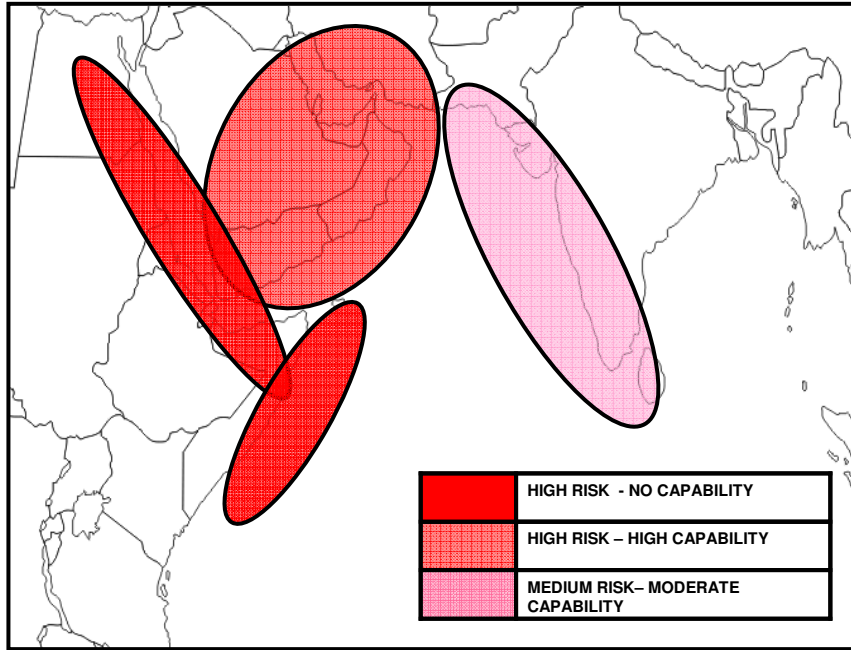 HIGH RISK - NO CAPABILITY
HIGH RISK – HIGH CAPABILITY
MEDIUM RISK– MODERATE
CAPABILITY